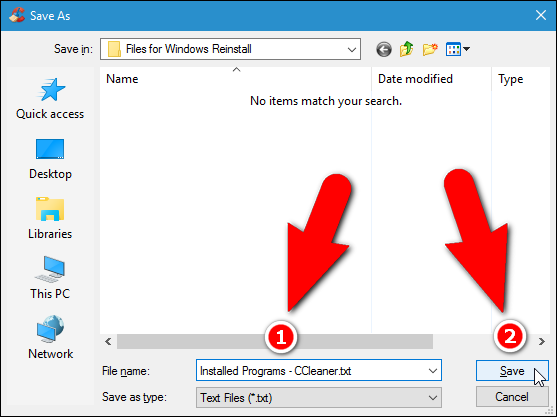 Save As
Save in: Files for Windows Reinstall
Name Date modified Type
No items match your search.
Quick access
Desktop
Libraries
This PC
Network
1 2
File name: Installed Programs - CCleaner.txt Save
Save as type: Text Files (*.txt) Cancel